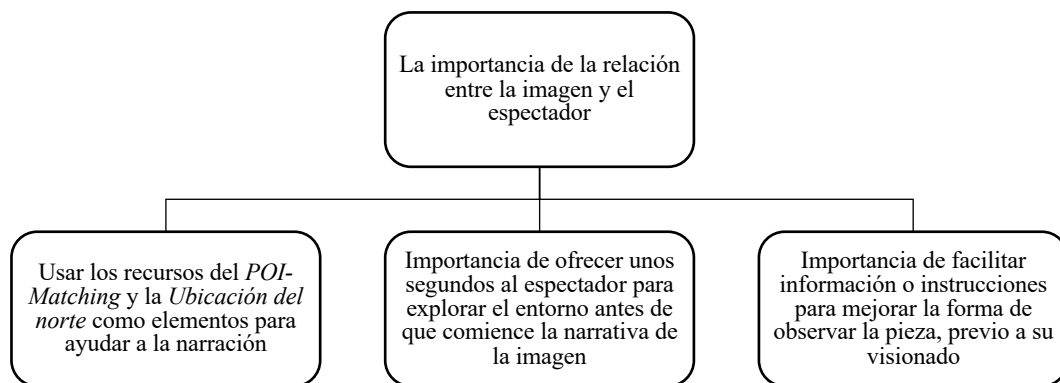 La importancia de la relación
entre la imagen y el
espectador
Usar los recursos del POI-
Matching y la Ubicación del
norte como elementos para
ayudar a la narración
Importancia de ofrecer unos
segundos al espectador para
explorar el entorno antes de
que comience la narrativa de
la imagen
Importancia de facilitar
información o instrucciones
para mejorar la forma de
observar la pieza, previo a su
visionado